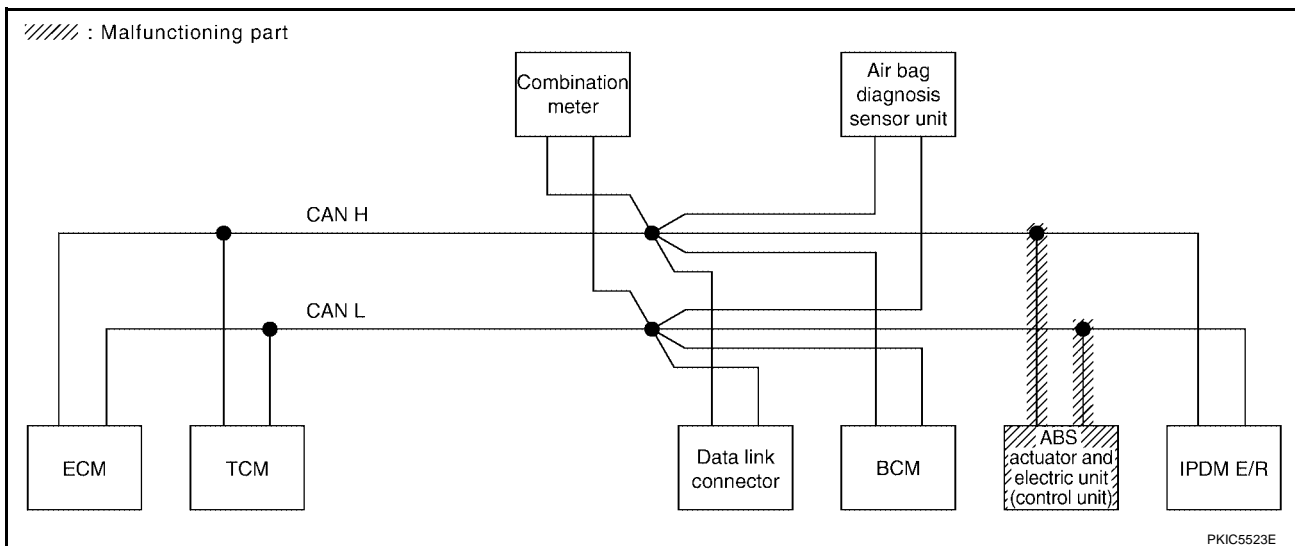 : Malfunctioning part
Combination
meter
Air bag
diagnosis
sensor unit
CAN H
CAN L
ECM
TCM
Data link
connector
BCM
ABS
actuator and
electric unit
(control unit)
IPDM E/R
PKIC5523E